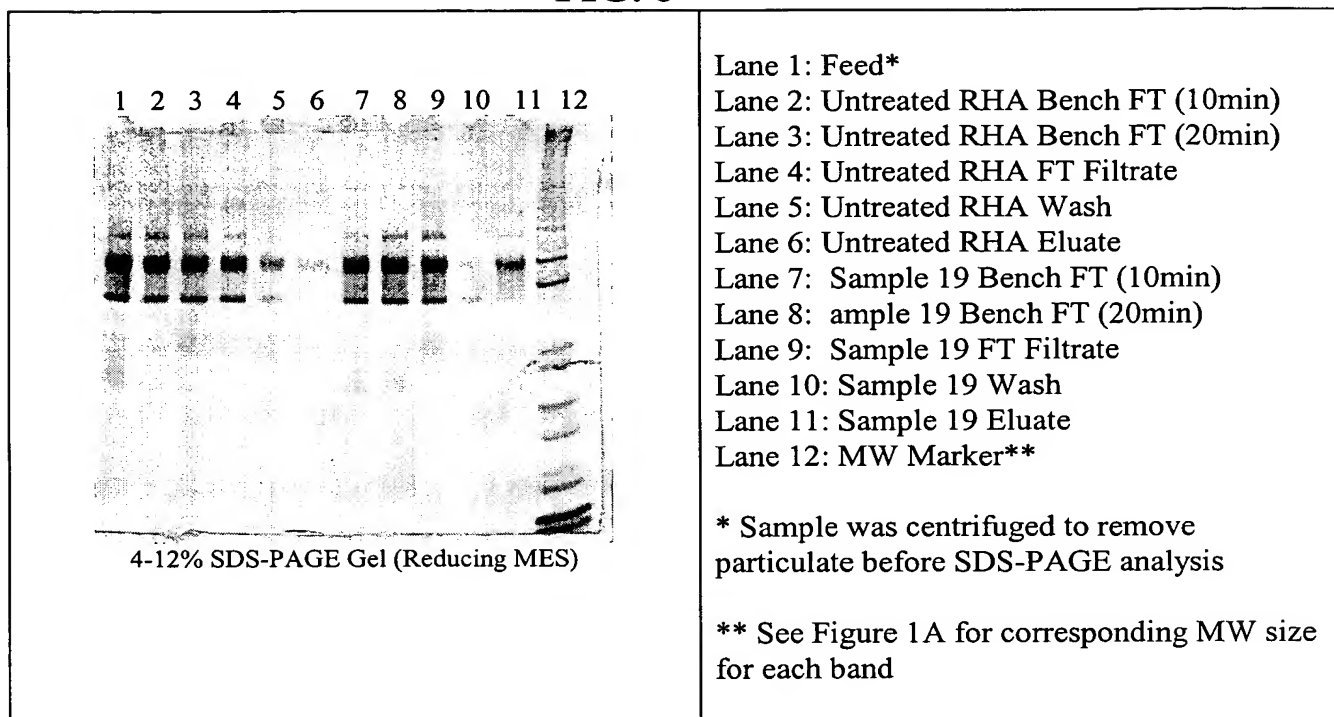 1 2 3 4 5 6 7 8 9 10 11 12
4-12% SDS-PAGE Gel (Reducing MES)
Lane 1: Feed*
Lane 2: Untreated RHA Bench FT (10min)
Lane 3: Untreated RHA Bench FT (20min)
Lane 4: Untreated RHA FT Filtrate
Lane 5: Untreated RHA Wash
Lane 6: Untreated RHA Eluate
Lane 7: Sample 19 Bench FT (10min)
Lane 8: ample 19 Bench FT (20min)
Lane 9: Sample 19 FT Filtrate
Lane 10: Sample 19 Wash
Lane 11: Sample 19 Eluate
Lane 12: MW Marker**
* Sample was centrifuged to remove
particulate before SDS-PAGE analysis
** See Figure 1A for corresponding MW size
for each band